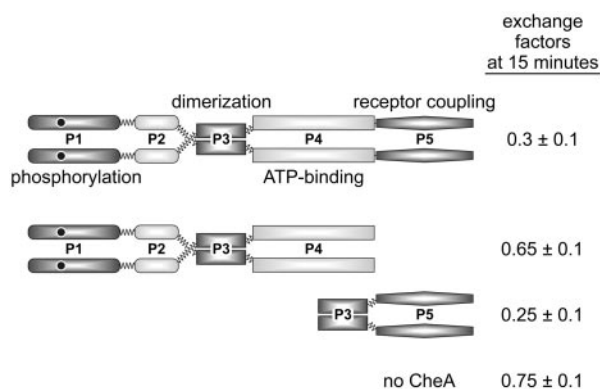 exchange
factors
at 15 minutes
dimerization receptor coupling
P1 P2 P3 P4 P5 0.3 ± 0.1
phosphorylation ATP-binding
P1 P2 P3 P4 0.65 ± 0.1
P3 P5 0.25 ± 0.1
no CheA 0.75 ± 0.1